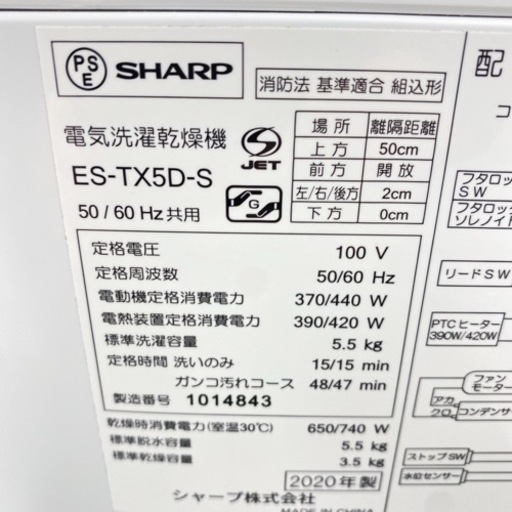 PS E
SHARP
消防法 基準適合 組込形
電気洗濯乾燥機
JET
ES-TX5D-S
50/60 Hz共用
G
場所 離隔距離
上方 50cm
前方 開放
左/右/後方 2cm
下方 0cm
定格電圧 100 V
定格周波数 50/60 Hz
電動機定格消費電力 370/440 W
電熱装置定格消費電力 390/420 W
標準洗濯容量 5.5 kg
定格時間 洗いのみ 15/15 min
ガンコ汚れコース 48/47 min
製造番号 1014843
乾燥時消費電力(室温30℃) 650/740 W
標準脱水容量 5.5 kg
標準乾燥容量 3.5 kg
2020年製
シャープ株式会社
MADE IN CHINA
配
コ
フタロック
SW
フタロック
ソレノイド
リードSW
PTCヒーター
390W/420W
ファン
モーター
アカ
クロ
コンデンサ
ストップSW
水位センサー